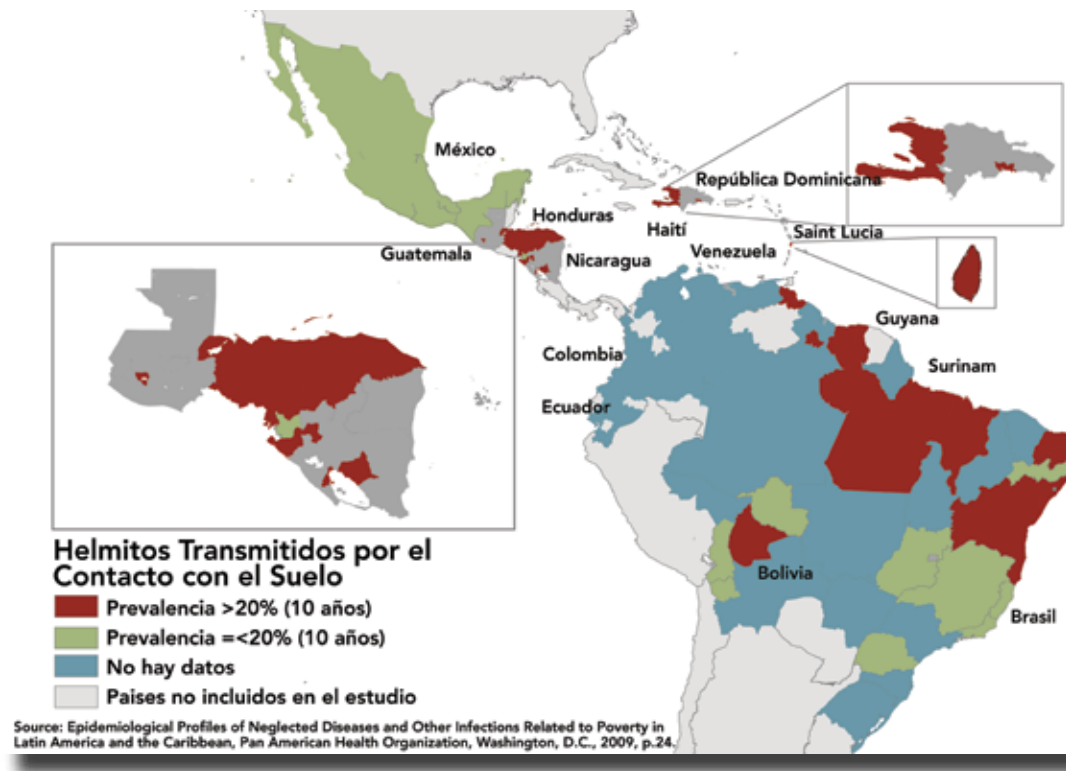 México
República Dominicana
Honduras
Haití
Saint Lucia
Guatemala
Nicaragua
Venezuela
Guyana
Colombia
Surinam
Ecuador
Bolivia
Brasil
Helmitos Transmitidos por el
Contacto con el Suelo
Prevalencia >20% (10 años)
Prevalencia =<20% (10 años)
No hay datos
Paises no incluidos en el estudio
Source: Epidemiological Profiles of Neglected Diseases and Other Infections Related to Poverty in
Latin America and the Caribbean, Pan American Health Organization, Washington, D.C., 2009, p.24.